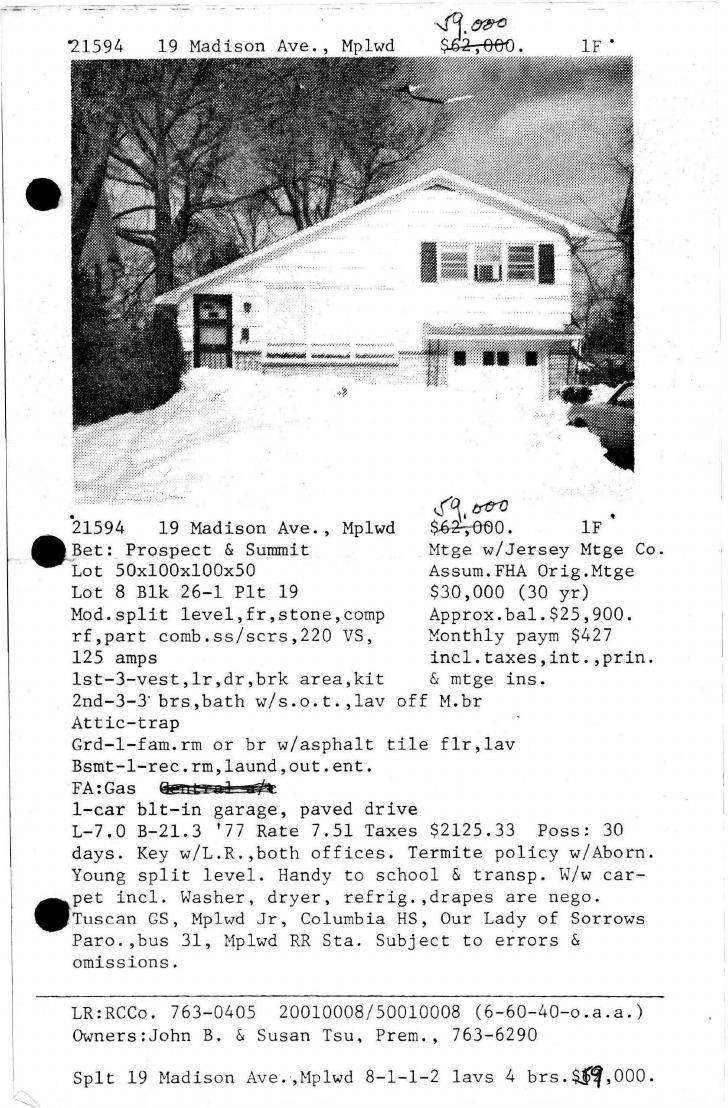 59.000
21594 19 Madison Ave., Mplwd $62,000. 1F
59.000
21594 19 Madison Ave., Mplwd $62,000. 1F
Bet: Prospect & Summit Mtge w/Jersey Mtge Co.
Lot 50x100x100x50 Assum.FHA Orig.Mtge
Lot 8 Blk 26-1 Plt 19 $30,000 (30 yr)
Mod.split level,fr,stone,comp Approx.bal.$25,900.
rf,part comb.ss/scrs,220 VS, Monthly paym $427
125 amps incl.taxes,int.,prin.
1st-3-vest,lr,dr,brk area,kit & mtge ins.
2nd-3-3 brs,bath w/s.o.t.,lav off M.br
Attic-trap
Grd-1-fam.rm or br w/asphalt tile flr,lav
Bsmt-1-rec.rm,laund,out.ent.
FA:Gas Central a/c
1-car blt-in garage, paved drive
L-7.0 B-21.3 '77 Rate 7.51 Taxes $2125.33 Poss: 30
days. Key w/L.R.,both offices. Termite policy w/Aborn.
Young split level. Handy to school & transp. W/w car-
pet incl. Washer, dryer, refrig.,drapes are nego.
Tuscan GS, Mplwd Jr, Columbia HS, Our Lady of Sorrows
Paro.,bus 31, Mplwd RR Sta. Subject to errors &
omissions.
LR:RCCo. 763-0405 20010008/50010008 (6-60-40-o.a.a.)
Owners:John B. & Susan Tsu, Prem., 763-6290
Splt 19 Madison Ave.,Mplwd 8-1-1-2 lavs 4 brs.$59,000.